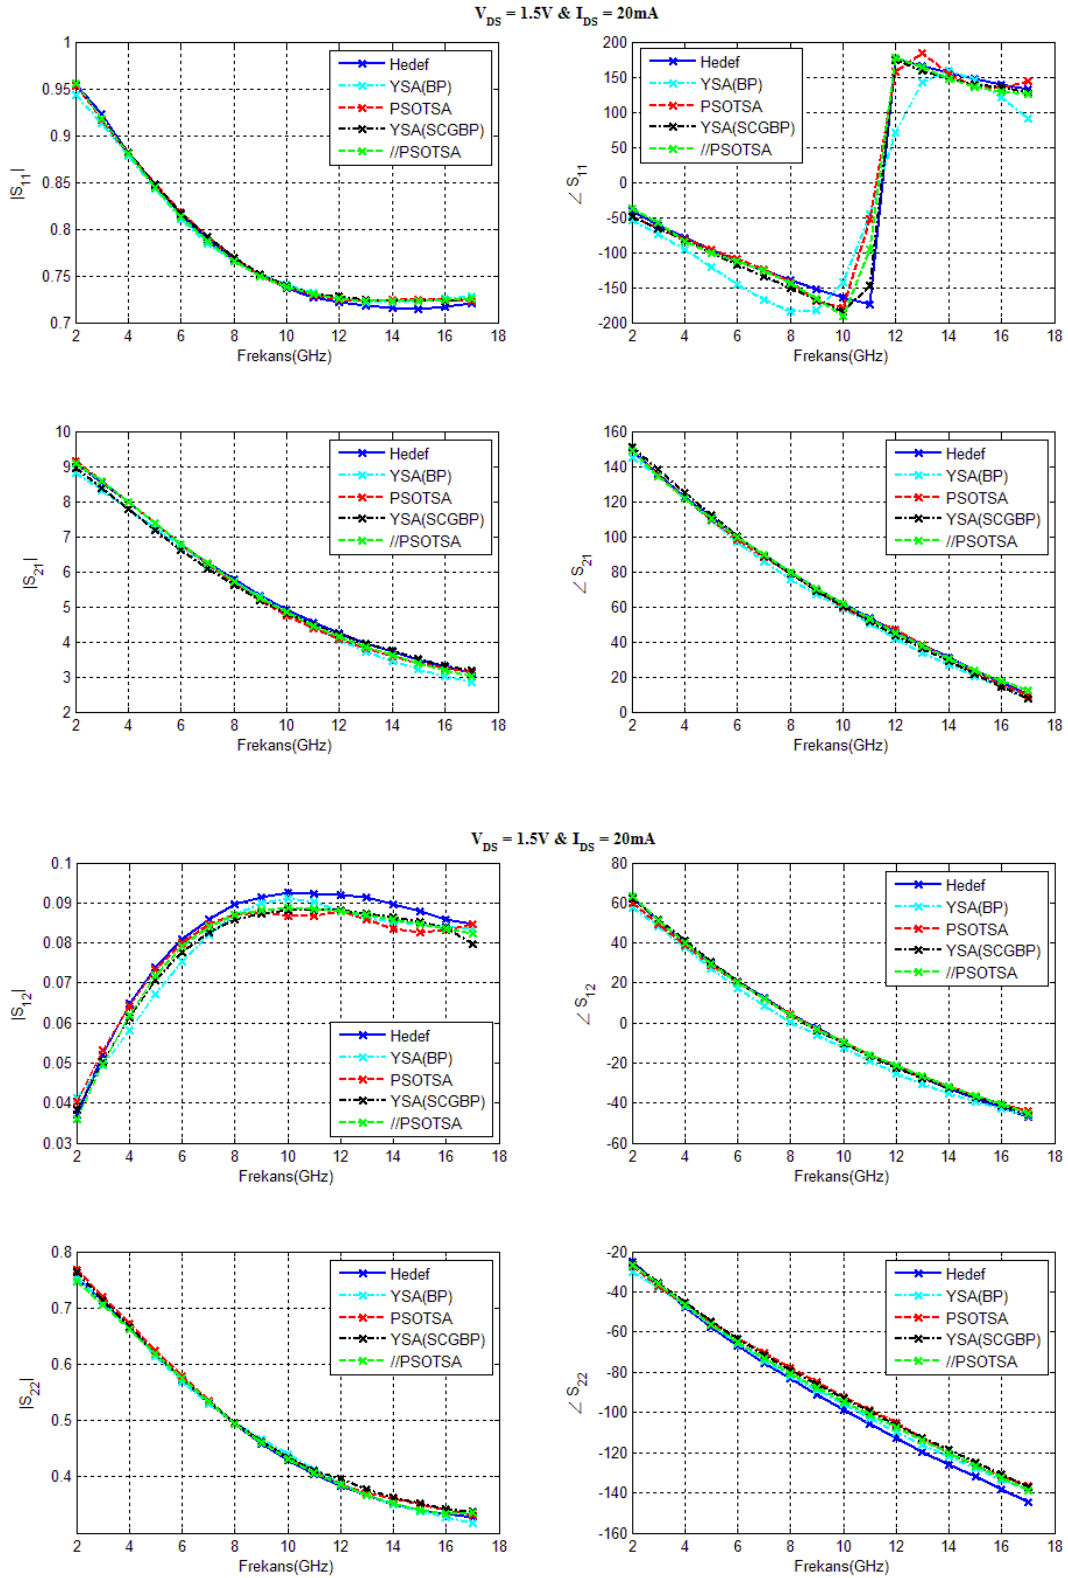 V_DS = 1.5V & I_DS = 20mA
|S_11|
1
0.95
0.9
0.85
0.8
0.75
0.7
2 4 6 8 10 12 14 16 18
Frekans(GHz)
Hedef
YSA(BP)
PSOTSA
YSA(SCGBP)
//PSOTSA
∠ S_11
200
150
100
50
0
-50
-100
-150
-200
2 4 6 8 10 12 14 16 18
Frekans(GHz)
Hedef
YSA(BP)
PSOTSA
YSA(SCGBP)
//PSOTSA
|S_21|
10
9
8
7
6
5
4
3
2
2 4 6 8 10 12 14 16 18
Frekans(GHz)
Hedef
YSA(BP)
PSOTSA
YSA(SCGBP)
//PSOTSA
∠ S_21
160
140
120
100
80
60
40
20
0
2 4 6 8 10 12 14 16 18
Frekans(GHz)
Hedef
YSA(BP)
PSOTSA
YSA(SCGBP)
//PSOTSA
V_DS = 1.5V & I_DS = 20mA
|S_12|
0.1
0.09
0.08
0.07
0.06
0.05
0.04
0.03
2 4 6 8 10 12 14 16 18
Frekans(GHz)
Hedef
YSA(BP)
PSOTSA
YSA(SCGBP)
//PSOTSA
∠ S_12
80
60
40
20
0
-20
-40
-60
2 4 6 8 10 12 14 16 18
Frekans(GHz)
Hedef
YSA(BP)
PSOTSA
YSA(SCGBP)
//PSOTSA
|S_22|
0.8
0.7
0.6
0.5
0.4
2 4 6 8 10 12 14 16 18
Frekans(GHz)
Hedef
YSA(BP)
PSOTSA
YSA(SCGBP)
//PSOTSA
∠ S_22
-20
-40
-60
-80
-100
-120
-140
-160
2 4 6 8 10 12 14 16 18
Frekans(GHz)
Hedef
YSA(BP)
PSOTSA
YSA(SCGBP)
//PSOTSA